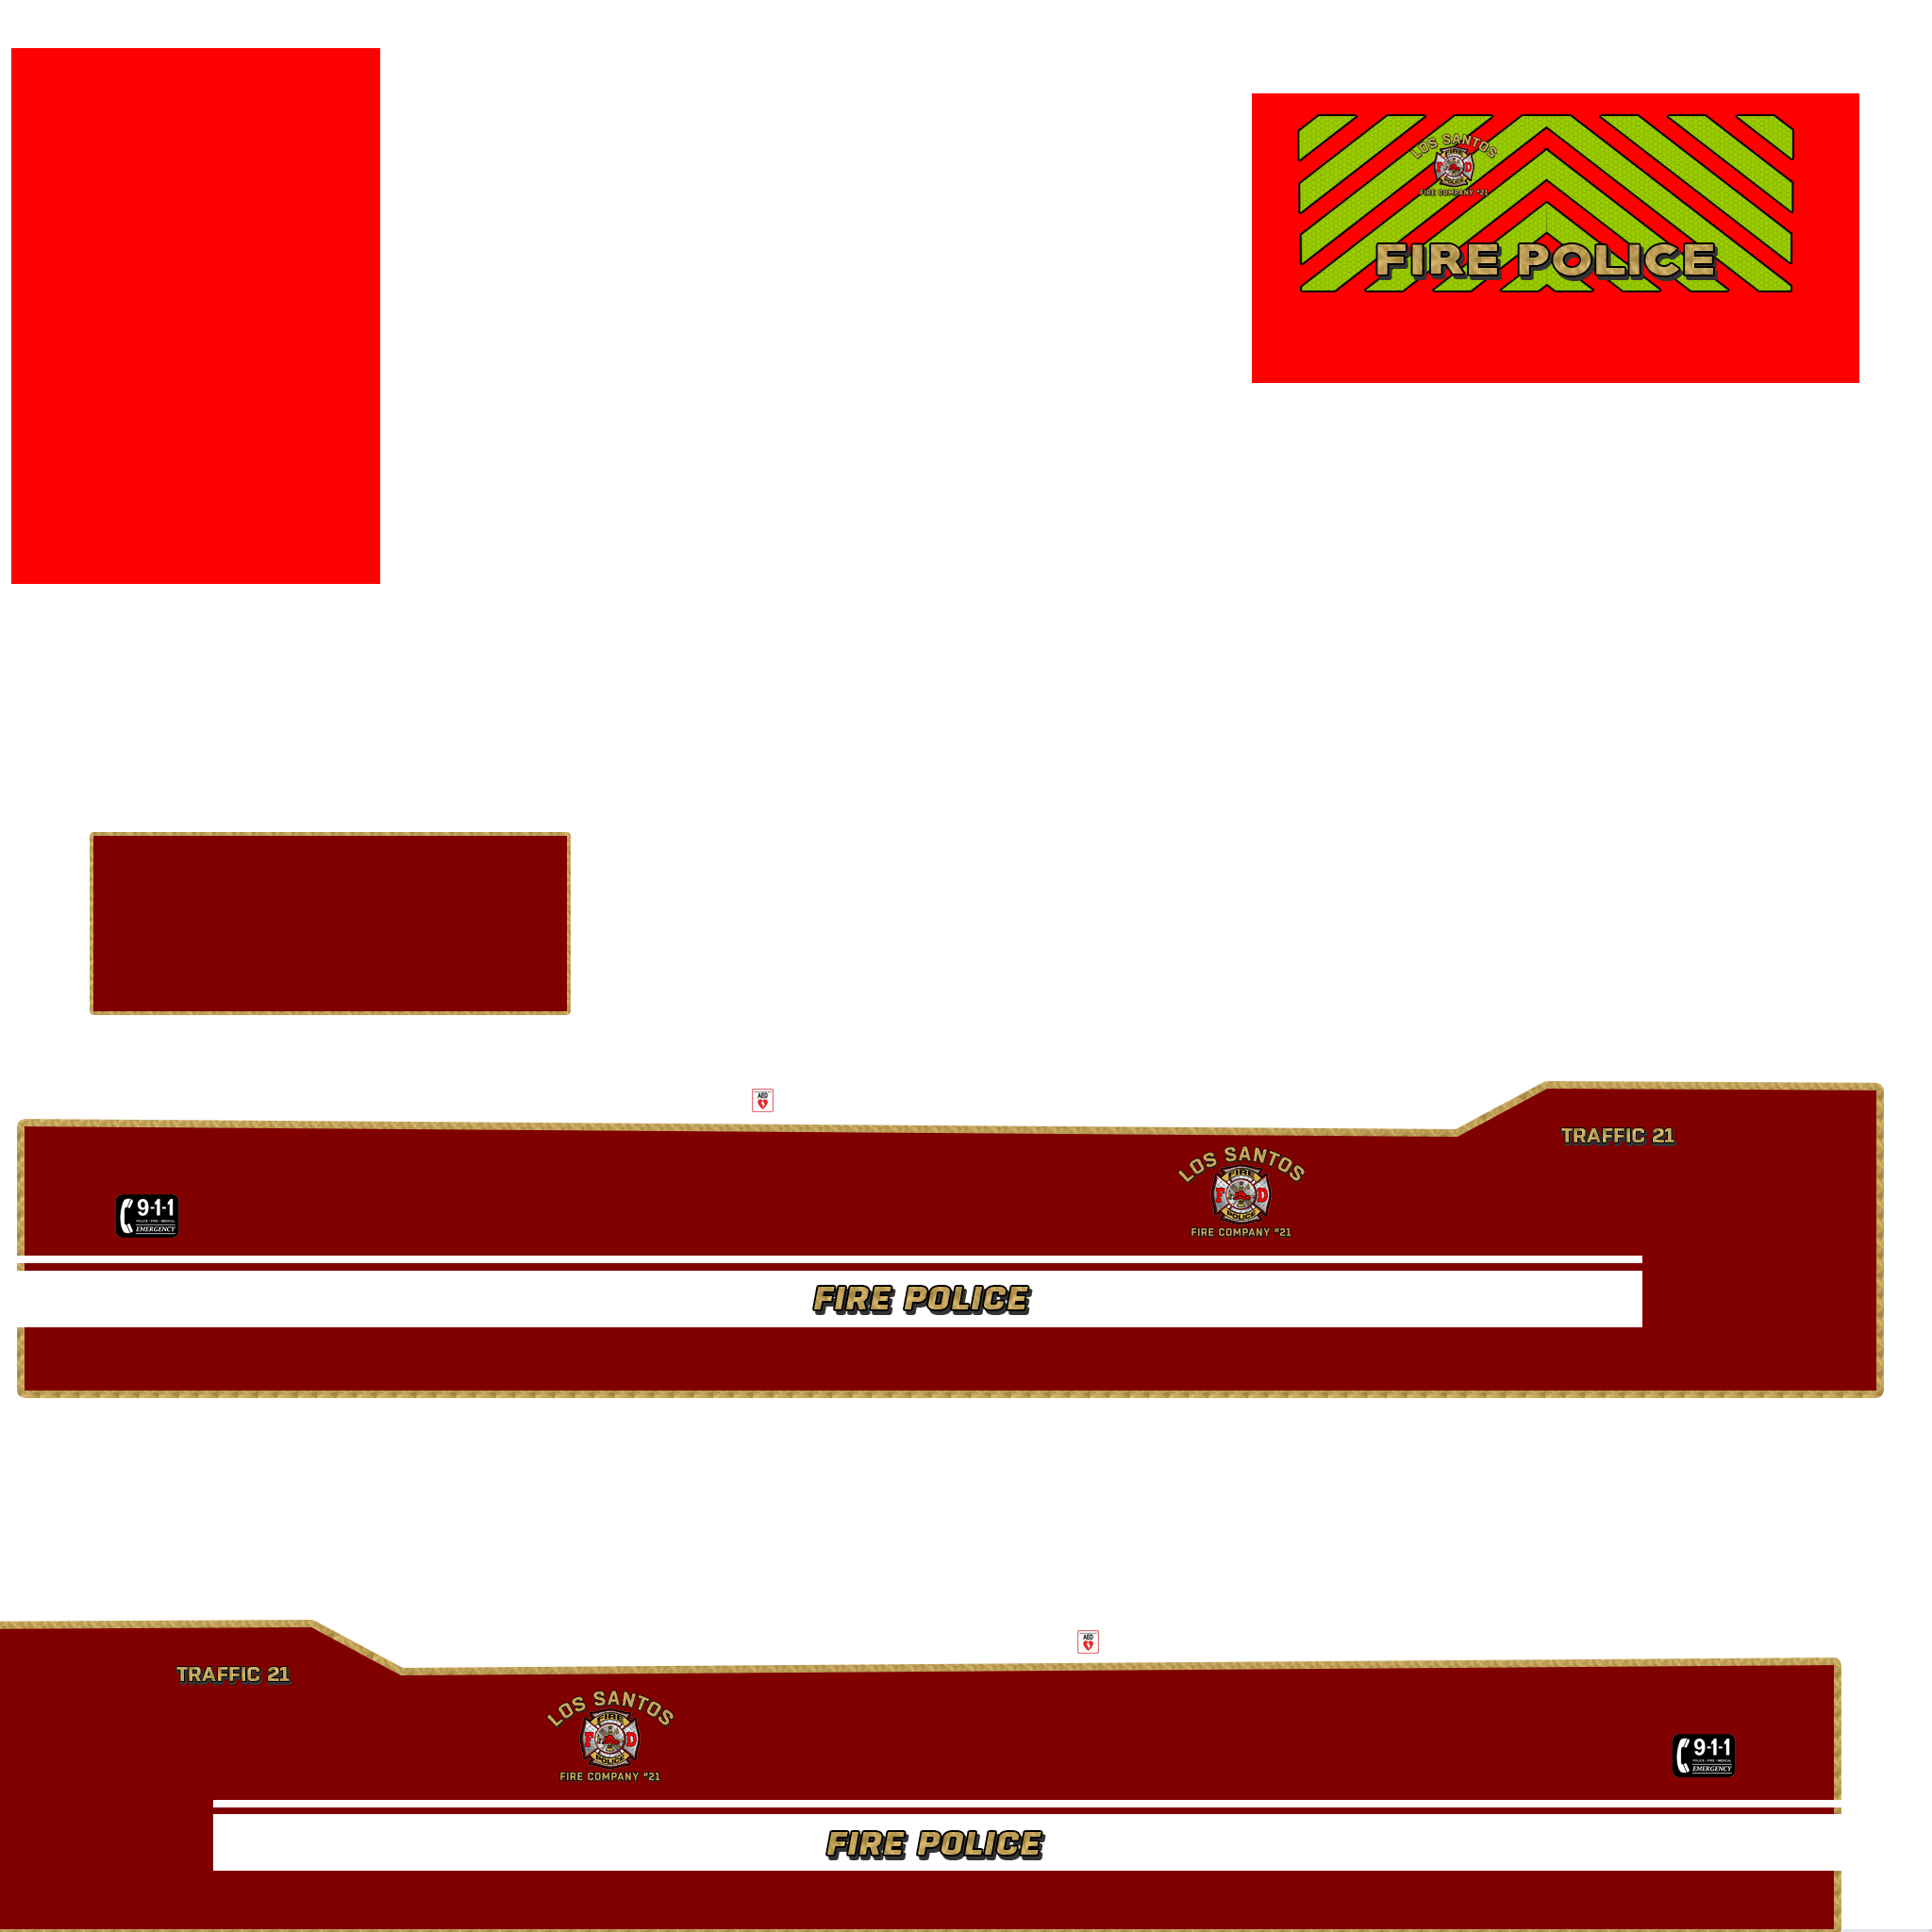 LOS SANTOS
FIRE
F D
POLICE
FIRE COMPANY #21
FIRE POLICE
AED
TRAFFIC 21
LOS SANTOS
FIRE
F D
POLICE
FIRE COMPANY #21
9-1-1
POLICE • FIRE • MEDICAL
EMERGENCY
FIRE POLICE
AED
TRAFFIC 21
LOS SANTOS
FIRE
F D
POLICE
FIRE COMPANY #21
9-1-1
POLICE • FIRE • MEDICAL
EMERGENCY
FIRE POLICE